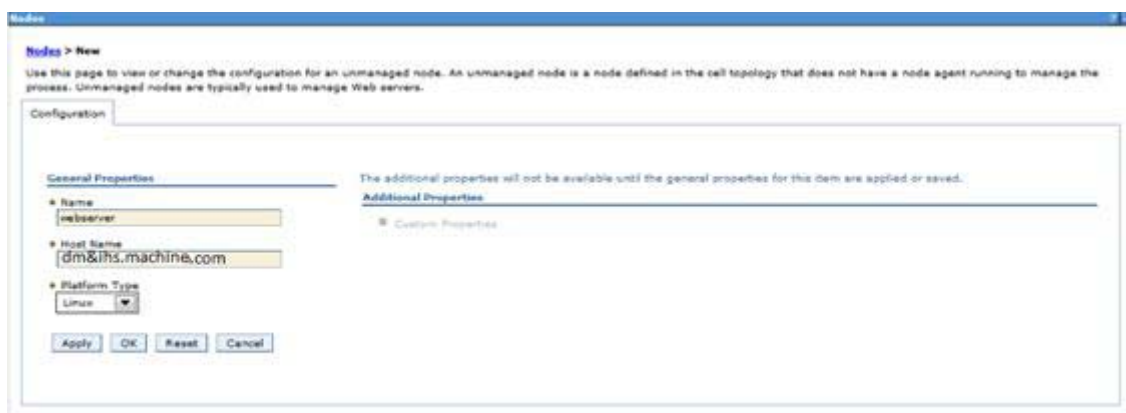 Nodes
Nodes > New
Use this page to view or change the configuration for an unmanaged node. An unmanaged node is a node defined in the cell topology that does not have a node agent running to manage the
process. Unmanaged nodes are typically used to manage Web servers.
Configuration
General Properties
The additional properties will not be available until the general properties for this item are applied or saved.
Additional Properties
* Name
webserver
Custom Properties
* Host Name
dm&ihs.machine.com
* Platform Type
Linux
Apply OK Reset Cancel